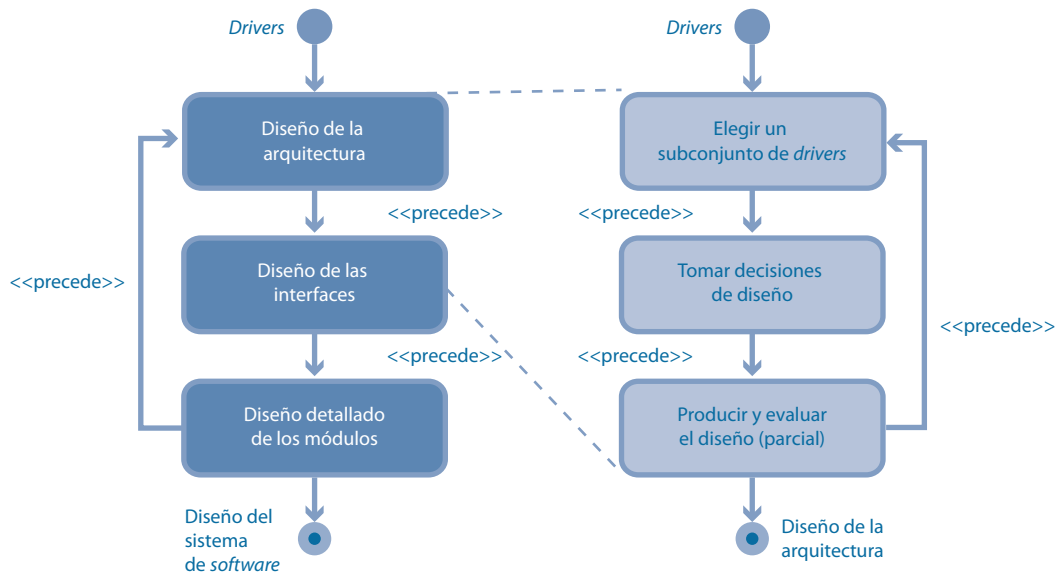 Drivers
Diseño de la
arquitectura
<<precede>>
Diseño de las
interfaces
<<precede>>
<<precede>>
Diseño detallado
de los módulos
Diseño del
sistema
de software
Drivers
Elegir un
subconjunto de drivers
<<precede>>
Tomar decisiones
de diseño
<<precede>>
<<precede>>
Producir y evaluar
el diseño (parcial)
Diseño de la
arquitectura